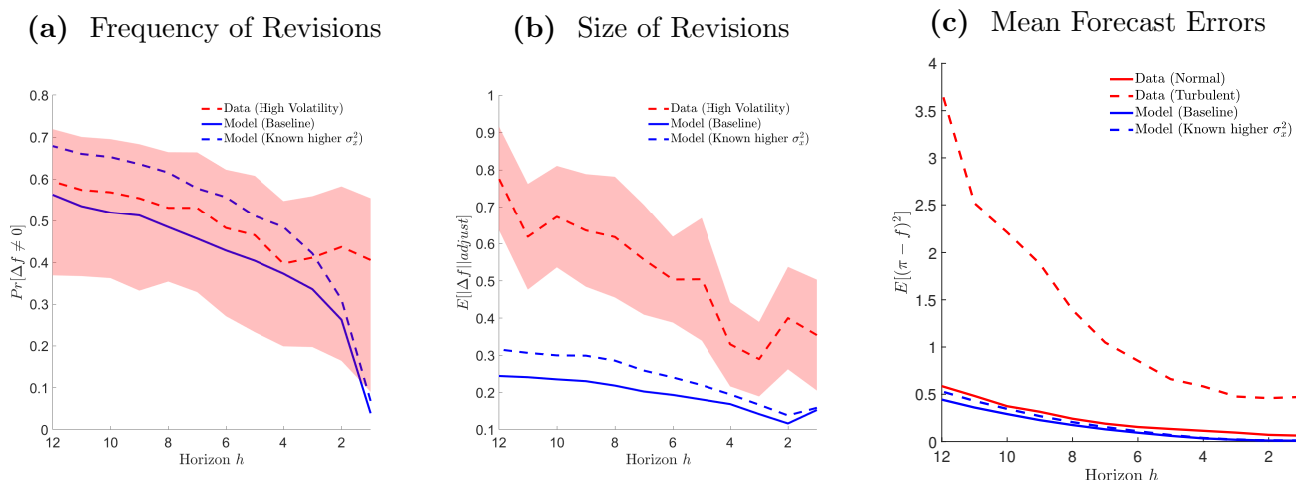 (a) Frequency of Revisions
0.8
0.7
0.6
0.5
0.4
0.3
0.2
0.1
0
Pr[Δf ≠ 0]
Data (High Volatility)
Model (Baseline)
Model (Known higher σ²ₓ)
12 10 8 6 4 2
Horizon h
(b) Size of Revisions
1
0.9
0.8
0.7
0.6
0.5
0.4
0.3
0.2
0.1
E[|Δf||adjust]
Data (High Volatility)
Model (Baseline)
Model (Known higher σ²ₓ)
12 10 8 6 4 2
Horizon h
(c) Mean Forecast Errors
4
3.5
3
2.5
2
1.5
1
0.5
0
E[(π − f)²]
Data (Normal)
Data (Turbulent)
Model (Baseline)
Model (Known higher σ²ₓ)
12 10 8 6 4 2
Horizon h